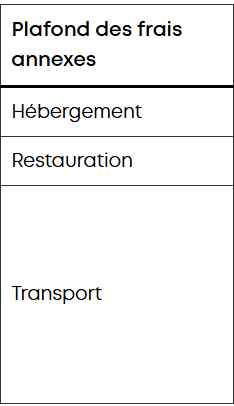 Plafond des frais
annexes
Hébergement
Restauration
Transport